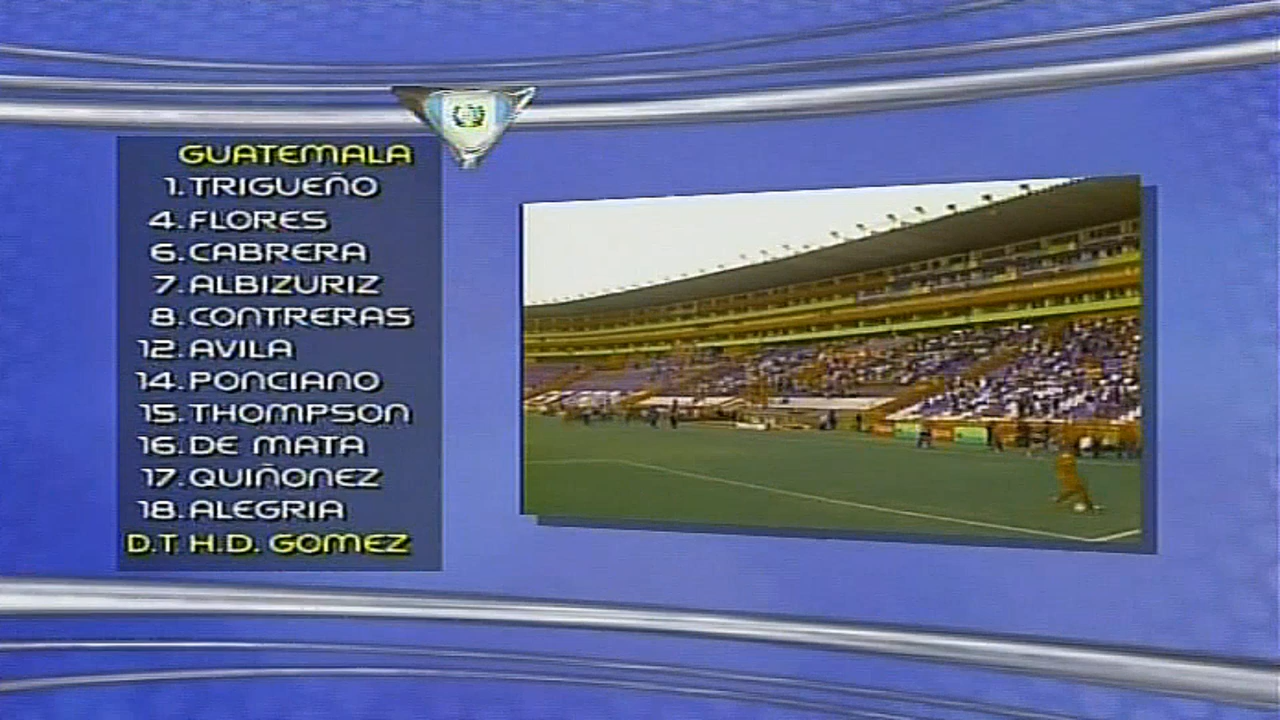 GUATEMALA
1. TRIGUEÑO
4. FLORES
6. CABRERA
7. ALBIZURIZ
8. CONTRERAS
12. AVILA
14. PONCIANO
15. THOMPSON
16. DE MATA
17. QUIÑONEZ
18. ALEGRIA
D.T H.D. GOMEZ